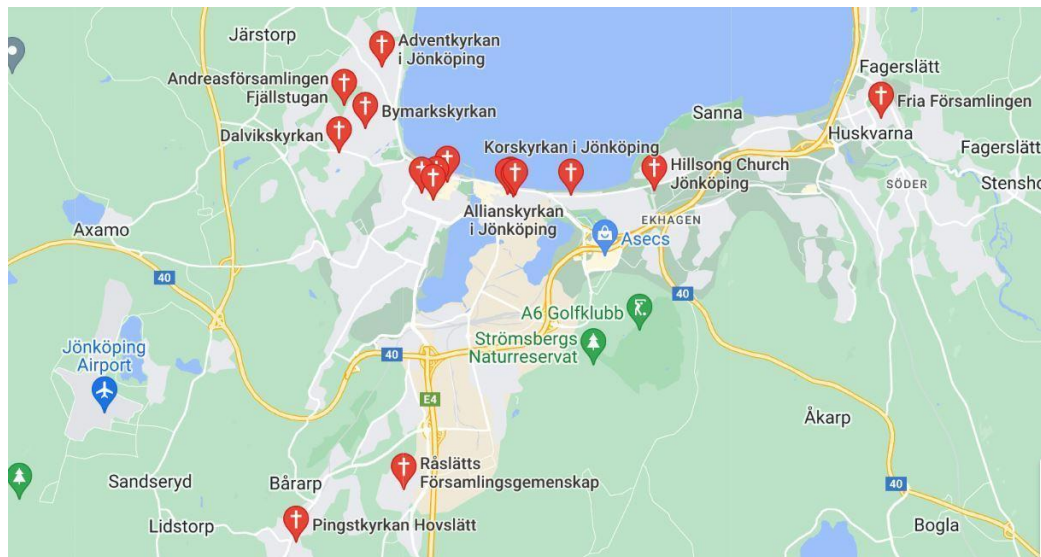 Järstorp
Adventkyrkan
i Jönköping
Andreasförsamlingen
Fjällstugan
Bymarkskyrkan
Dalvikskyrkan
Fagerslätt
Fria Församlingen
Sanna
Huskvarna
Fagerslätt
Korskyrkan i Jönköping
Hillsong Church
Jönköping
SÖDER
Stensho
Allianskyrkan
i Jönköping
EKHAGEN
Axamo
Asecs
40
40
A6 Golfklubb
Strömsbergs
Naturreservat
Jönköping
Airport
40
E4
Åkarp
Råslätts
Församlingsgemenskap
Sandseryd
Bårarp
40
Lidstorp
Pingstkyrkan Hovslätt
Bogla